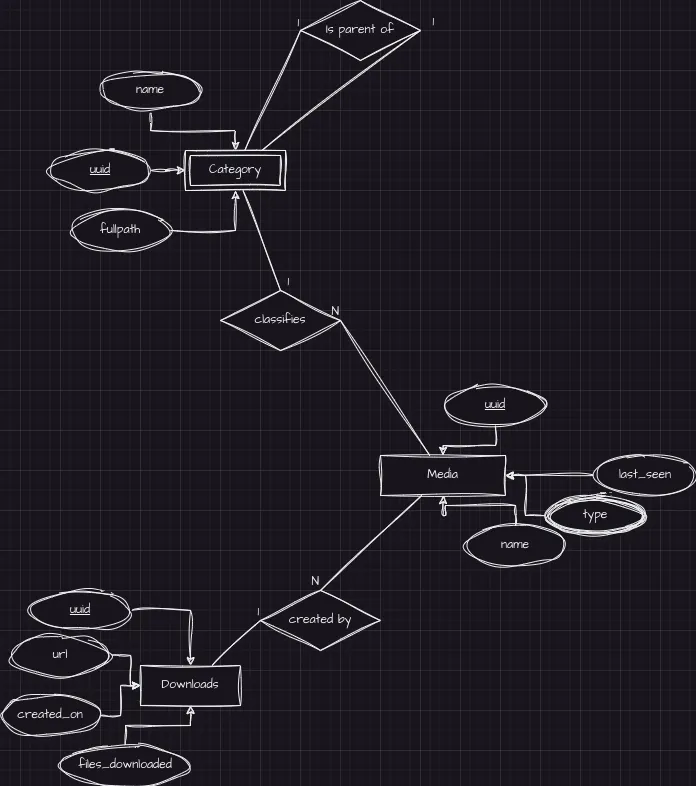 1
Is parent of
1
name
uuid
Category
fullpath
1
classifies
N
uuid
Media
last_seen
type
name
N
1
created by
uuid
url
Downloads
created_on
files_downloaded